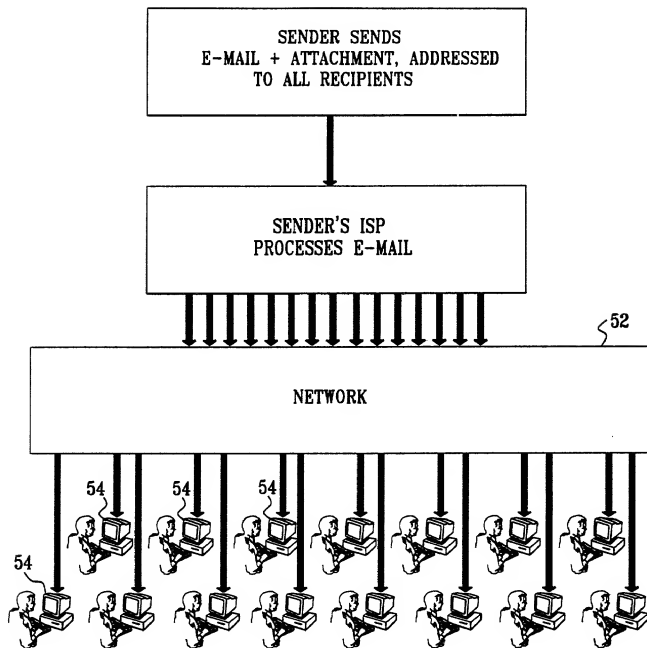 SENDER SENDS
E-MAIL + ATTACHMENT, ADDRESSED
TO ALL RECIPIENTS
SENDER'S ISP
PROCESSES E-MAIL
52
NETWORK
54
54
54
54